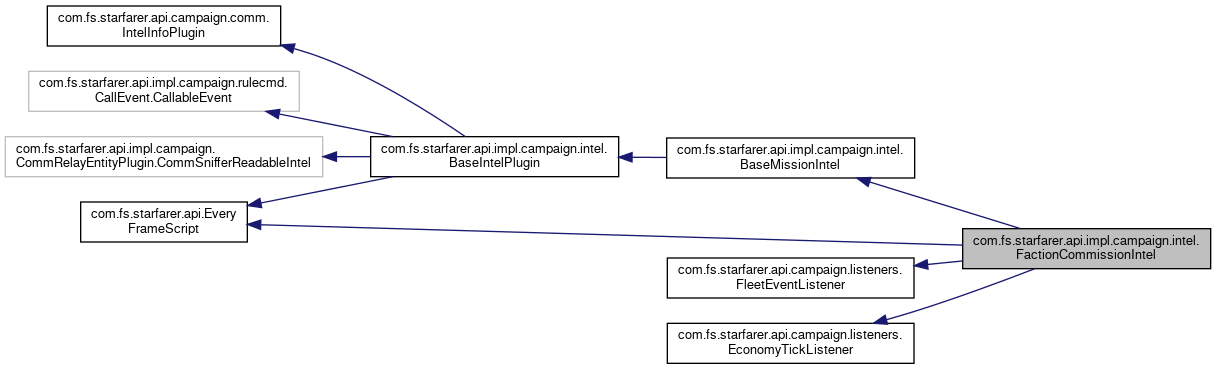 com.fs.starfarer.api.campaign.comm.
IntelInfoPlugin
com.fs.starfarer.api.impl.campaign.rulecmd.
CallEvent.CallableEvent
com.fs.starfarer.api.impl.campaign.
CommRelayEntityPlugin.CommSnifferReadableIntel
com.fs.starfarer.api.Every
FrameScript
com.fs.starfarer.api.impl.campaign.intel.
BaseIntelPlugin
com.fs.starfarer.api.impl.campaign.intel.
BaseMissionIntel
com.fs.starfarer.api.campaign.listeners.
FleetEventListener
com.fs.starfarer.api.campaign.listeners.
EconomyTickListener
com.fs.starfarer.api.impl.campaign.intel.
FactionCommissionIntel